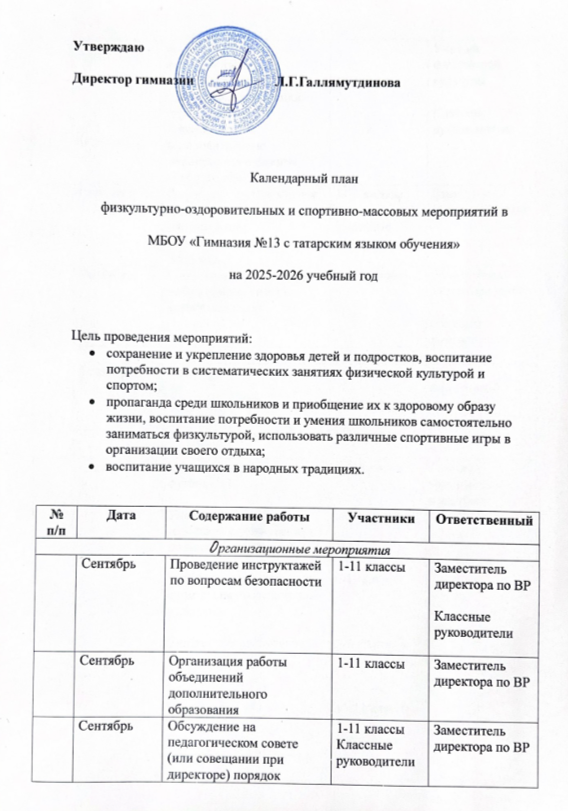 Утверждаю
Директор гимназии Л.Г.Галлямутдинова
Календарный план
физкультурно-оздоровительных и спортивно-массовых мероприятий в
МБОУ «Гимназия №13 с татарским языком обучения»
на 2025-2026 учебный год
Цель проведения мероприятий:
• сохранение и укрепление здоровья детей и подростков, воспитание
потребности в систематических занятиях физической культурой и
спортом;
• пропаганда среди школьников и приобщение их к здоровому образу
жизни, воспитание потребности и умения школьников самостоятельно
заниматься физкультурой, использовать различные спортивные игры в
организации своего отдыха;
• воспитание учащихся в народных традициях.
№ Дата Содержание работы Участники Ответственный
п/п
Организационные мероприятия
Сентябрь Проведение инструктажей 1-11 классы Заместитель
по вопросам безопасности директора по ВР
Классные
руководители
Сентябрь Организация работы 1-11 классы Заместитель
объединений директора по ВР
дополнительного
образования
Сентябрь Обсуждение на 1-11 классы Заместитель
педагогическом совете Классные директора по ВР
(или совещании при руководители
директоре) порядок